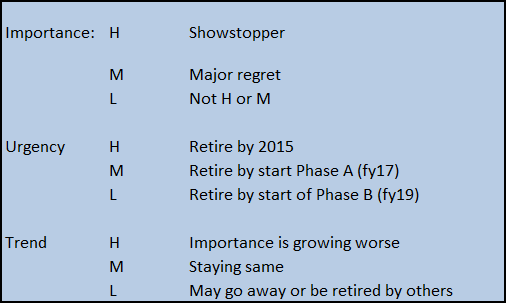 Importance: H Showstopper
M Major regret
L Not H or M
Urgency H Retire by 2015
M Retire by start Phase A (fy17)
L Retire by start of Phase B (fy19)
Trend H Importance is growing worse
M Staying same
L May go away or be retired by others